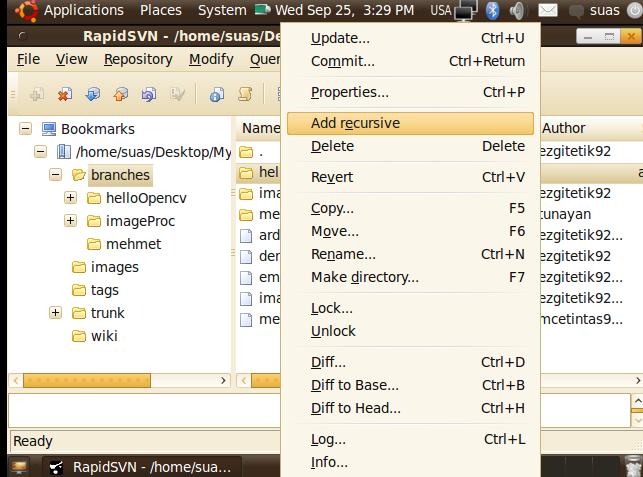 Applications Places System Wed Sep 25, 3:29 PM USA suas
RapidSVN - /home/suas/De
File View Repository Modify Quer
Bookmarks
/home/suas/Desktop/My
branches
helloOpencv
imageProc
mehmet
images
tags
trunk
wiki
Name
.
hel
ima
me
ard
der
em
ima
me
Update... Ctrl+U
Commit... Ctrl+Return
Properties... Ctrl+P
Add recursive
Delete Delete
Revert Ctrl+V
Copy... F5
Move... F6
Rename... Ctrl+N
Make directory... F7
Lock...
Unlock
Diff... Ctrl+D
Diff to Base... Ctrl+B
Diff to Head... Ctrl+H
Log... Ctrl+L
Info...
Author
ezgitetik92
a
ezgitetik92
tunayan
ezgitetik92...
ezgitetik92
ezgitetik92...
ezgitetik92...
mcetintas9...
Ready
RapidSVN - /home/sua...